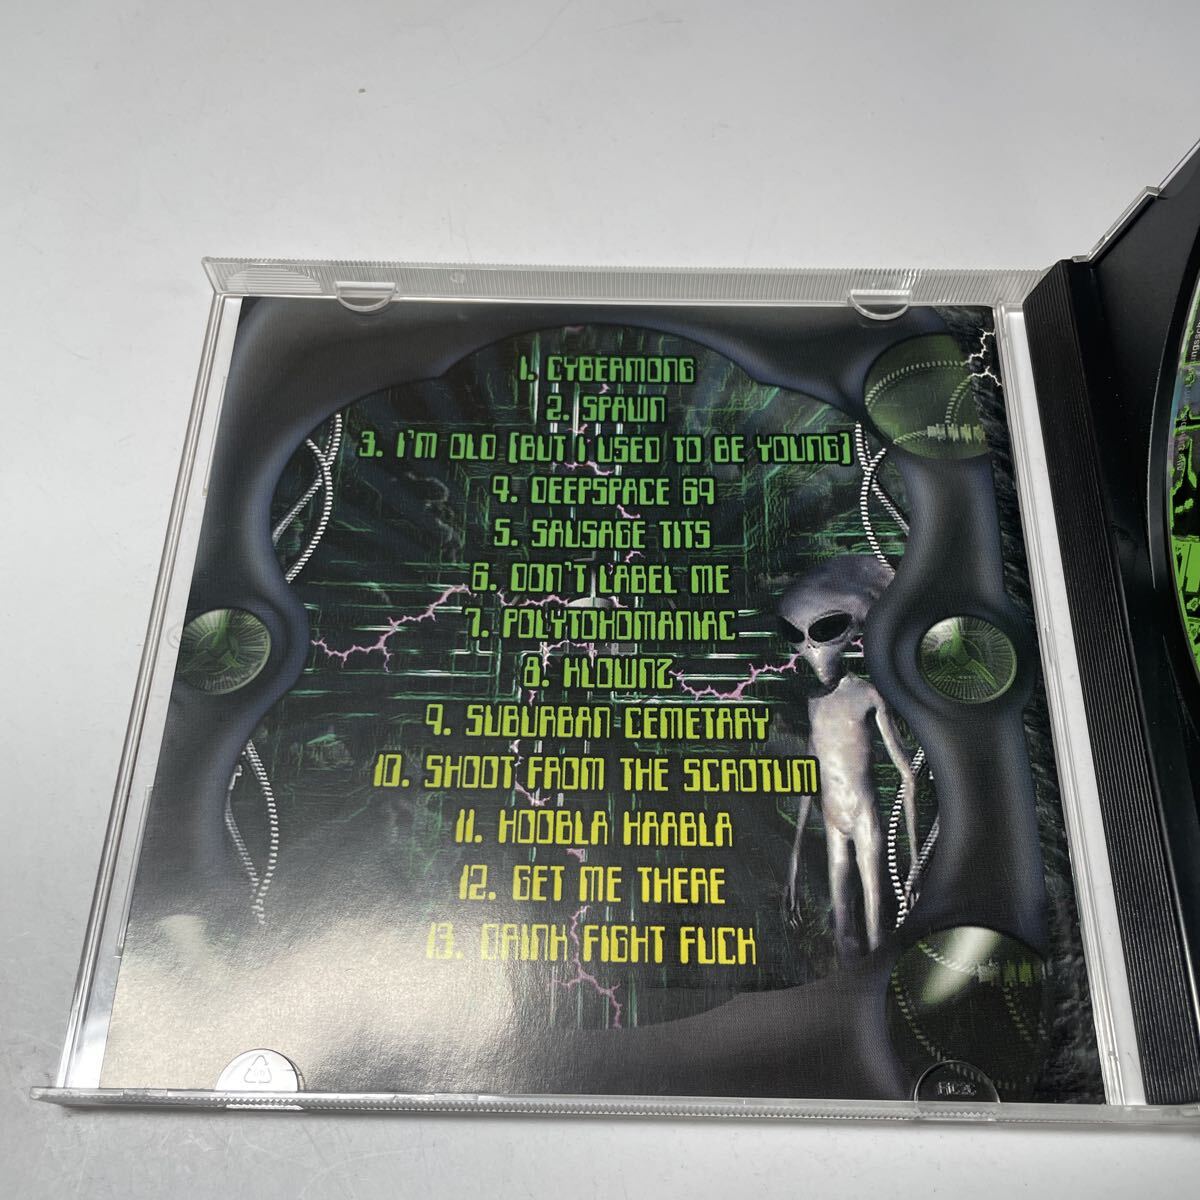 1. CYBERMONG
2. SPAWN
3. I'M OLD (BUT I USED TO BE YOUNG)
4. DEEPSPACE 69
5. SAUSAGE TITS
6. DON'T LABEL ME
7. POLYTOXOMANIAC
8. KLOWNZ
9. SUBURBAN CEMETARY
10. SHOOT FROM THE SCROTUM
11. HOOBLA HAABLA
12. GET ME THERE
13. DRINK FIGHT FUCK